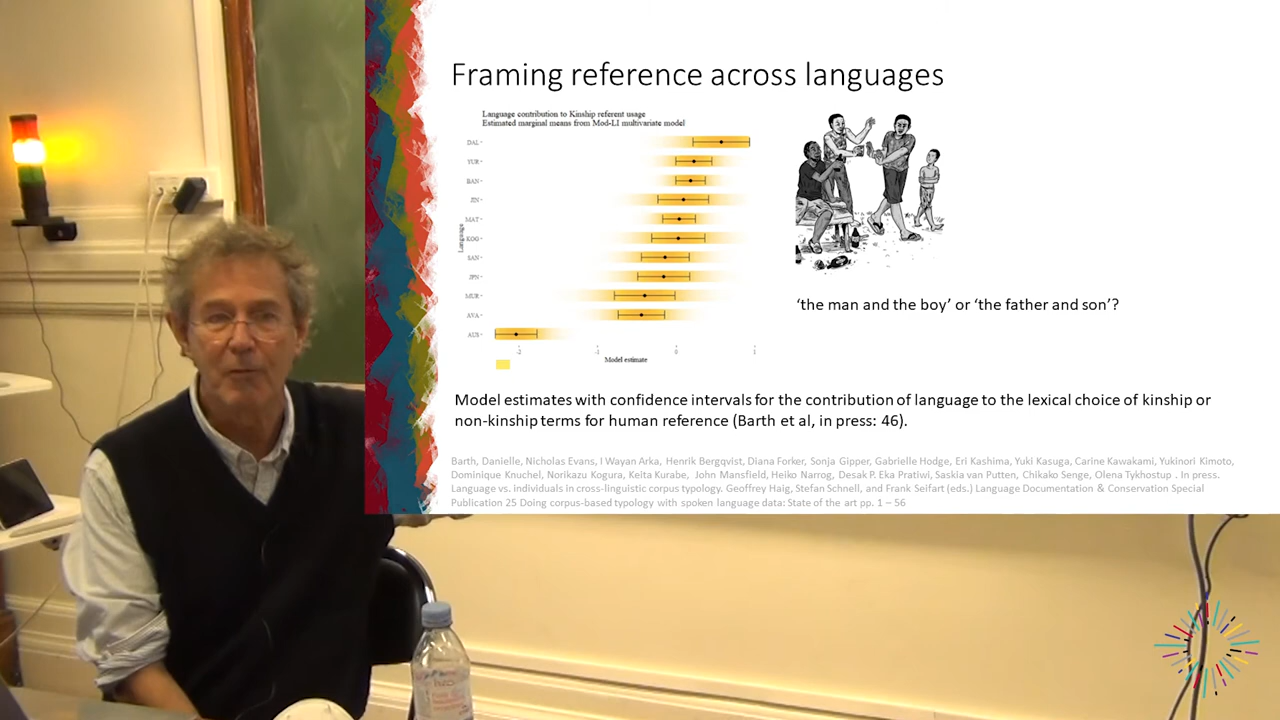 Framing reference across languages
Language contribution to Kinship referent usage
Estimated marginal means from Mod-LI multivariate model
DAL
YUR
BAN
JIN
MAT
KOG
SAN
JPN
MUR
AVA
AUS
Language
-2 -1 0 1
Model estimate
‘the man and the boy’ or ‘the father and son’?
Model estimates with confidence intervals for the contribution of language to the lexical choice of kinship or
non-kinship terms for human reference (Barth et al, in press: 46).
Barth, Danielle, Nicholas Evans, I Wayan Arka, Henrik Bergqvist, Diana Forker, Sonja Gipper, Gabrielle Hodge, Eri Kashima, Yuki Kasuga, Carine Kawakami, Yukinori Kimoto,
Dominique Knuchel, Norikazu Kogura, Keita Kurabe, John Mansfield, Heiko Narrog, Desak P. Eka Pratiwi, Saskia van Putten, Chikako Senge, Olena Tykhostup . In press.
Language vs. individuals in cross-linguistic corpus typology. Geoffrey Haig, Stefan Schnell, and Frank Seifart (eds.) Language Documentation & Conservation Special
Publication 25 Doing corpus-based typology with spoken language data: State of the art pp. 1 – 56